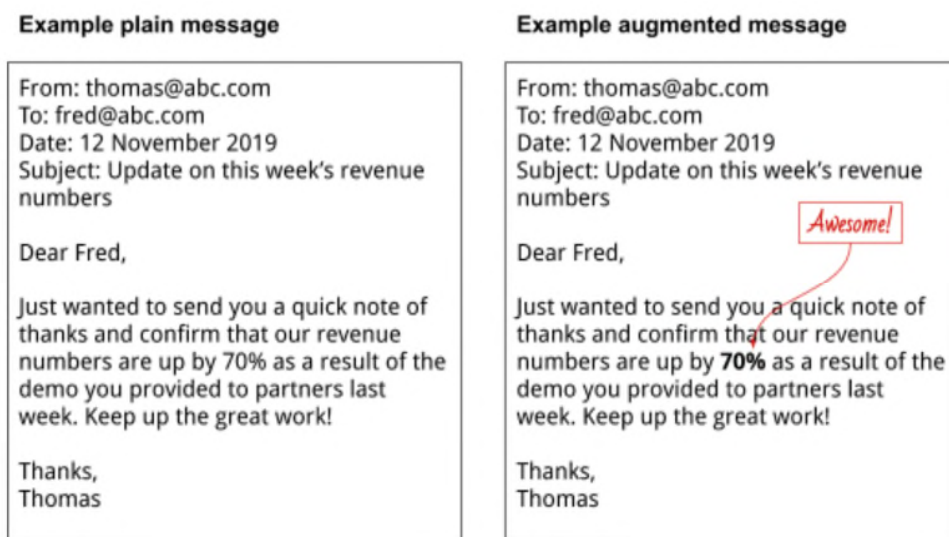 Example plain message
From: thomas@abc.com
To: fred@abc.com
Date: 12 November 2019
Subject: Update on this week’s revenue
numbers
Dear Fred,
Just wanted to send you a quick note of
thanks and confirm that our revenue
numbers are up by 70% as a result of the
demo you provided to partners last
week. Keep up the great work!
Thanks,
Thomas
Example augmented message
From: thomas@abc.com
To: fred@abc.com
Date: 12 November 2019
Subject: Update on this week’s revenue
numbers
Awesome!
Dear Fred,
Just wanted to send you a quick note of
thanks and confirm that our revenue
numbers are up by 70% as a result of the
demo you provided to partners last
week. Keep up the great work!
Thanks,
Thomas